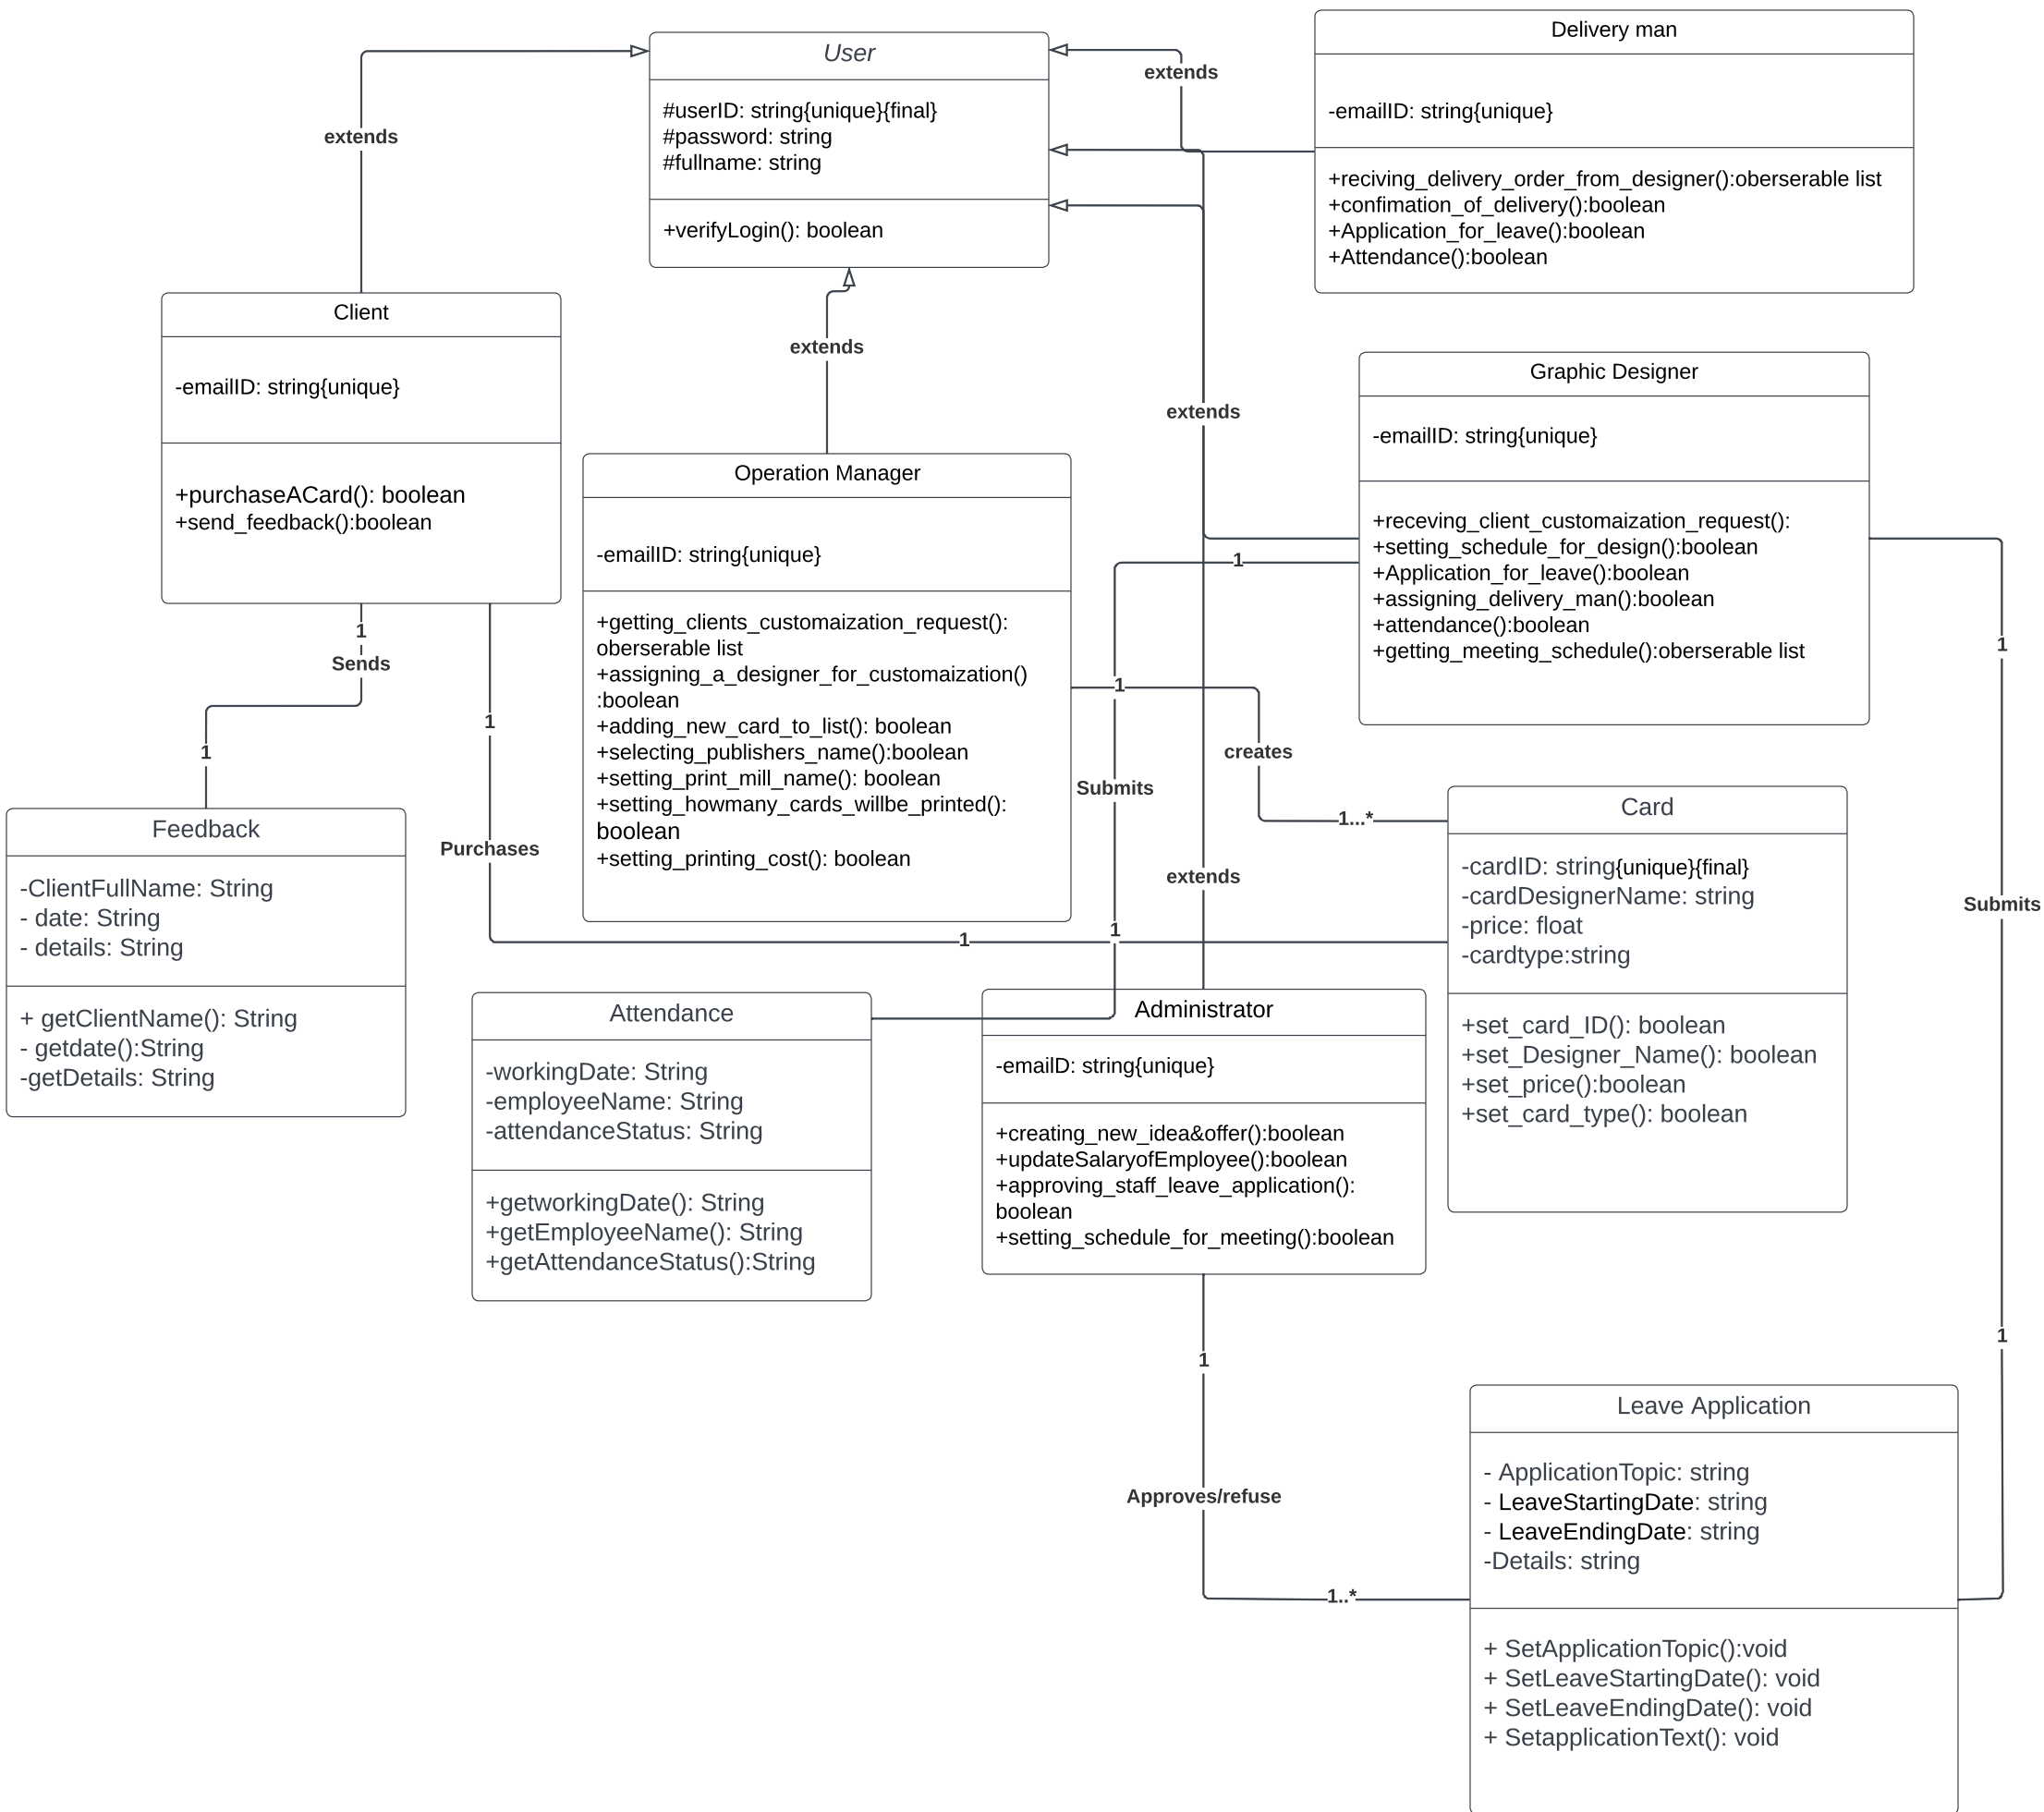 User
#userID: string{unique}{final}
#password: string
#fullname: string
+verifyLogin(): boolean
Delivery man
-emailID: string{unique}
+reciving_delivery_order_from_designer():oberserable list
+confimation_of_delivery():boolean
+Application_for_leave():boolean
+Attendance():boolean
extends
extends
extends
extends
extends
Client
-emailID: string{unique}
+purchaseACard(): boolean
+send_feedback():boolean
Operation Manager
-emailID: string{unique}
+getting_clients_customaization_request():
oberserable list
+assigning_a_designer_for_customaization()
:boolean
+adding_new_card_to_list(): boolean
+selecting_publishers_name():boolean
+setting_print_mill_name(): boolean
+setting_howmany_cards_willbe_printed():
boolean
+setting_printing_cost(): boolean
Graphic Designer
-emailID: string{unique}
+receving_client_customaization_request():
+setting_schedule_for_design():boolean
+Application_for_leave():boolean
+assigning_delivery_man():boolean
+attendance():boolean
+getting_meeting_schedule():oberserable list
1
Sends
1
1
Purchases
1
1
Submits
1
1
creates
1...*
1
Submits
1
Feedback
-ClientFullName: String
- date: String
- details: String
+ getClientName(): String
- getdate():String
-getDetails: String
Attendance
-workingDate: String
-employeeName: String
-attendanceStatus: String
+getworkingDate(): String
+getEmployeeName(): String
+getAttendanceStatus():String
Administrator
-emailD: string{unique}
+creating_new_idea&offer():boolean
+updateSalaryofEmployee():boolean
+approving_staff_leave_application():
boolean
+setting_schedule_for_meeting():boolean
Card
-cardID: string{unique}{final}
-cardDesignerName: string
-price: float
-cardtype:string
+set_card_ID(): boolean
+set_Designer_Name(): boolean
+set_price():boolean
+set_card_type(): boolean
1
Approves/refuse
1..*
Leave Application
- ApplicationTopic: string
- LeaveStartingDate: string
- LeaveEndingDate: string
-Details: string
+ SetApplicationTopic():void
+ SetLeaveStartingDate(): void
+ SetLeaveEndingDate(): void
+ SetapplicationText(): void